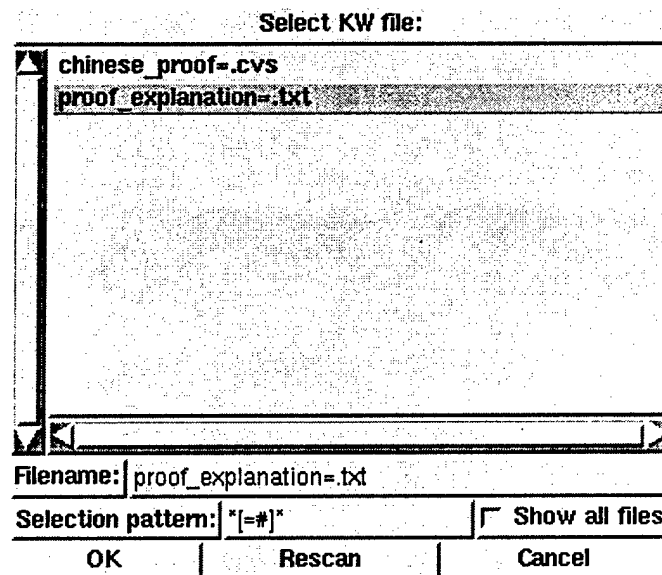 Select KW file:
chinese_proof=.cvs
proof_explanation=.txt
Filename: proof_explanation=.txt
Selection pattern: *[=#]* Show all files
OK Rescan Cancel